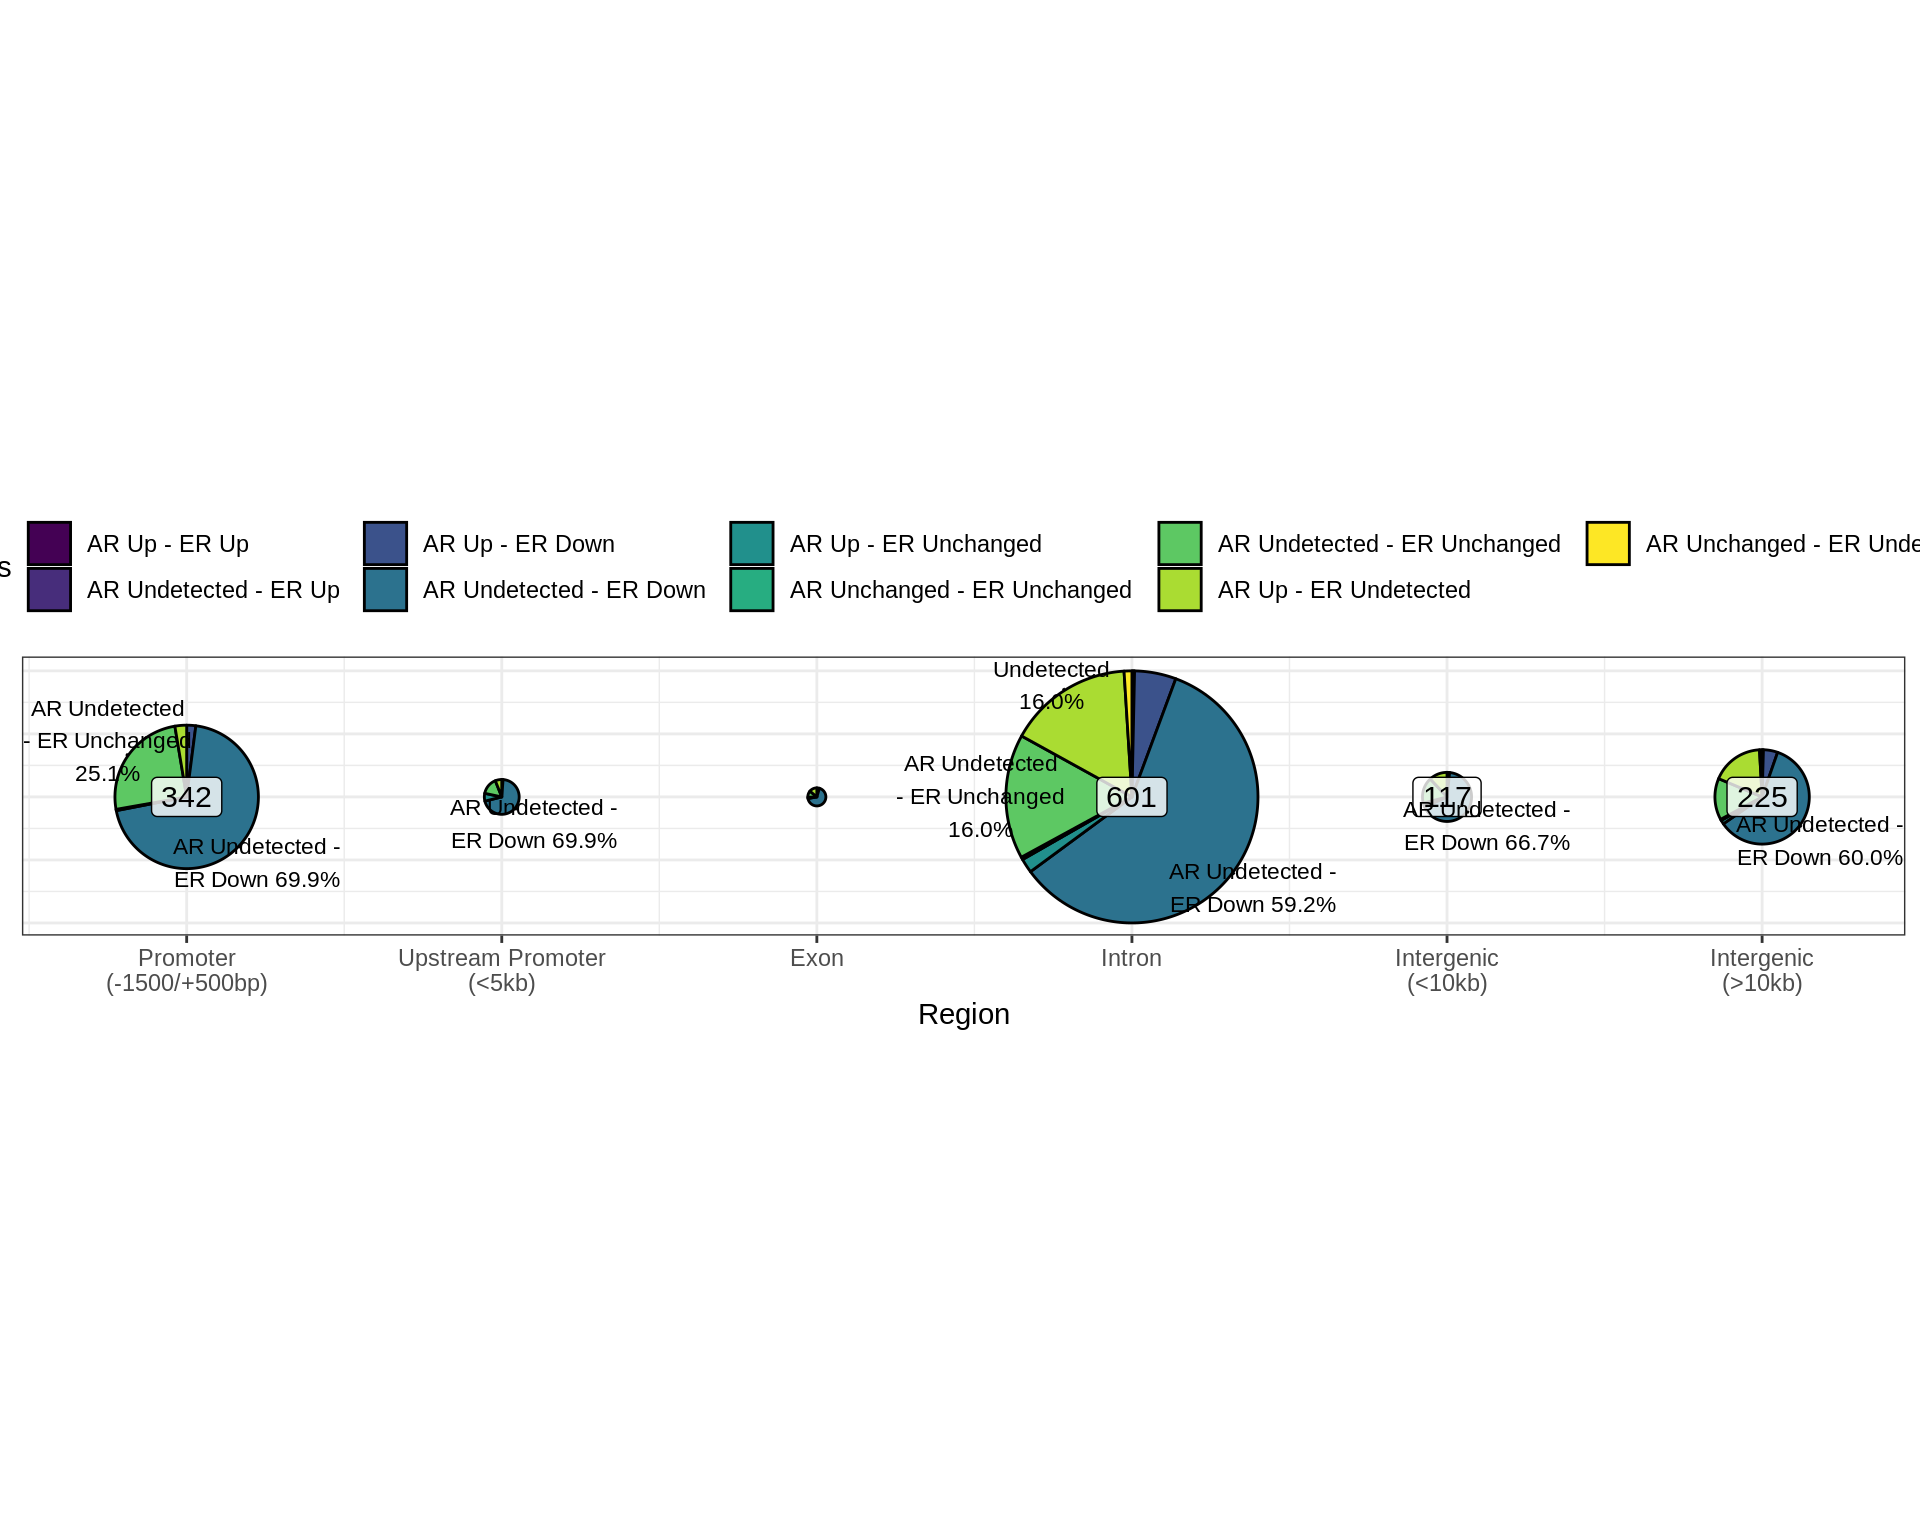 s
AR Up - ER Up
AR Up - ER Down
AR Up - ER Unchanged
AR Undetected - ER Unchanged
AR Unchanged - ER Unde
AR Undetected - ER Up
AR Undetected - ER Down
AR Unchanged - ER Unchanged
AR Up - ER Undetected
AR Undetected
- ER Unchanged
25.1%
342
AR Undetected -
ER Down 69.9%
AR Undetected -
ER Down 69.9%
Undetected
16.0%
AR Undetected
- ER Unchanged
16.0%
601
AR Undetected -
ER Down 59.2%
117
AR Undetected -
ER Down 66.7%
225
AR Undetected -
ER Down 60.0%
Promoter
(-1500/+500bp)
Upstream Promoter
(<5kb)
Exon
Intron
Intergenic
(<10kb)
Intergenic
(>10kb)
Region